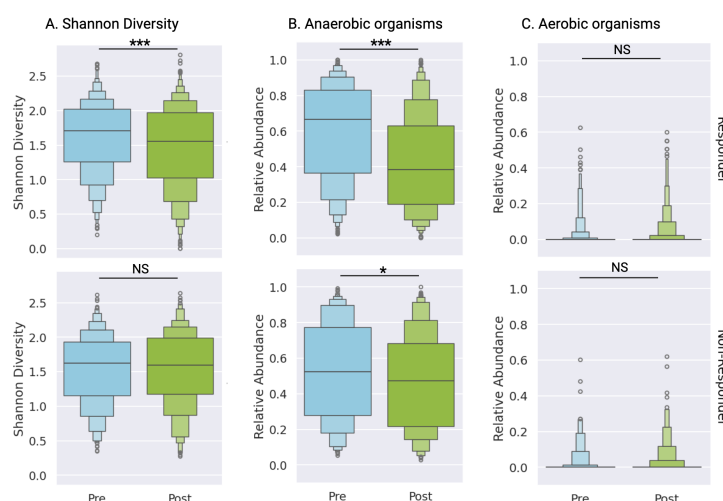 A. Shannon Diversity
B. Anaerobic organisms
C. Aerobic organisms
***
Shannon Diversity
2.5
2.0
1.5
1.0
0.5
0.0
***
Relative Abundance
1.0
0.8
0.6
0.4
0.2
0.0
NS
Relative Abundance
1.0
0.8
0.6
0.4
0.2
0.0
Responder
NS
Shannon Diversity
2.5
2.0
1.5
1.0
0.5
0.0
Pre
Post
*
Relative Abundance
1.0
0.8
0.6
0.4
0.2
0.0
Pre
Post
NS
Relative Abundance
1.0
0.8
0.6
0.4
0.2
0.0
Pre
Post
Non-Responder